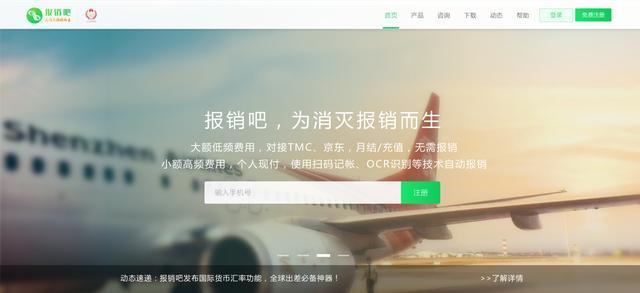 报销吧
首页 产品 咨询 下载 动态 帮助 登录 免费注册
Shenzhen Airlines
报销吧，为消灭报销而生
大额低频费用，对接TMC、京东，月结/充值，无需报销
小额高频费用，个人现付，使用扫码记帐、OCR识别等技术自动报销
输入手机号 注册
动态速递：报销吧发布国际货币汇率功能，全球出差必备神器！ >>了解详情